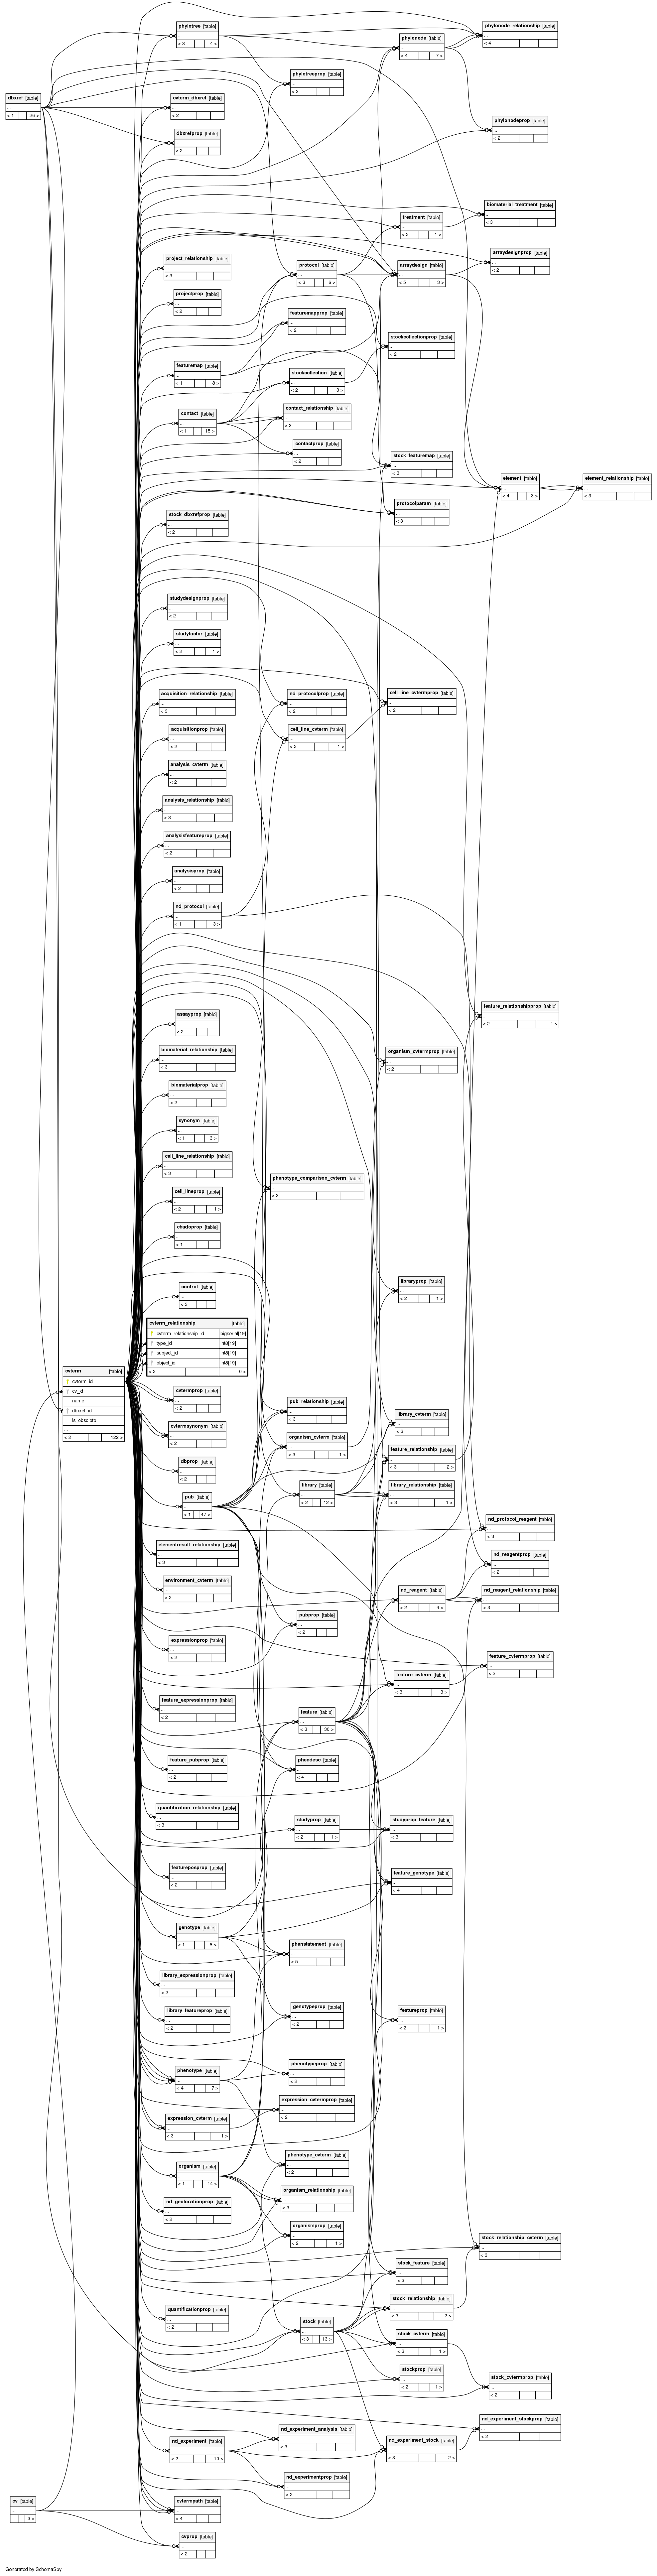 phylotree [table]
...
< 3 4 >
phylonode_relationship [table]
...
< 4
phylonode [table]
...
< 4 7 >
phylotreeprop [table]
...
< 2
dbxref [table]
...
< 1 26 >
cvterm_dbxref [table]
...
< 2
phylonodeprop [table]
...
< 2
dbxrefprop [table]
...
< 2
biomaterial_treatment [table]
...
< 3
treatment [table]
...
< 3 1 >
project_relationship [table]
...
< 3
protocol [table]
...
< 3 6 >
arraydesign [table]
...
< 5 3 >
arraydesignprop [table]
...
< 2
projectprop [table]
...
< 2
featuremapprop [table]
...
< 2
stockcollectionprop [table]
...
< 2
featuremap [table]
...
< 1 8 >
stockcollection [table]
...
< 2 3 >
contact [table]
...
< 1 15 >
contact_relationship [table]
...
< 3
contactprop [table]
...
< 2
stock_featuremap [table]
...
< 3
element [table]
...
< 4 3 >
element_relationship [table]
...
< 3
protocolparam [table]
...
< 3
stock_dbxrefprop [table]
...
< 2
studydesignprop [table]
...
< 2
studyfactor [table]
...
< 2 1 >
acquisition_relationship [table]
...
< 3
nd_protocolprop [table]
...
< 2
cell_line_cvtermprop [table]
...
< 2
acquisitionprop [table]
...
< 2
cell_line_cvterm [table]
...
< 3 1 >
analysis_cvterm [table]
...
< 2
analysis_relationship [table]
...
< 3
analysisfeatureprop [table]
...
< 2
analysisprop [table]
...
< 2
nd_protocol [table]
...
< 1 3 >
feature_relationshipprop [table]
...
< 2 1 >
assayprop [table]
...
< 2
biomaterial_relationship [table]
...
< 3
organism_cvtermprop [table]
...
< 2
biomaterialprop [table]
...
< 2
synonym [table]
...
< 1 3 >
cell_line_relationship [table]
...
< 3
phenotype_comparison_cvterm [table]
...
< 3
cell_lineprop [table]
...
< 2 1 >
chadoprop [table]
...
< 1
control [table]
...
< 3
libraryprop [table]
...
< 2 1 >
cvterm_relationship [table]
cvterm_relationship_id bigserial[19]
type_id int8[19]
subject_id int8[19]
object_id int8[19]
< 3 0 >
cvterm [table]
cvterm_id
cv_id
name
dbxref_id
is_obsolete
...
< 2 122 >
cvtermprop [table]
...
< 2
pub_relationship [table]
...
< 3
library_cvterm [table]
...
< 3
cvtermsynonym [table]
...
< 2
organism_cvterm [table]
...
< 3 1 >
feature_relationship [table]
...
< 3 2 >
dbprop [table]
...
< 2
library [table]
...
< 2 12 >
library_relationship [table]
...
< 3 1 >
pub [table]
...
< 1 47 >
nd_protocol_reagent [table]
...
< 3
elementresult_relationship [table]
...
< 3
nd_reagentprop [table]
...
< 2
environment_cvterm [table]
...
< 2
nd_reagent [table]
...
< 2 4 >
nd_reagent_relationship [table]
...
< 3
pubprop [table]
...
< 2
expressionprop [table]
...
< 2
feature_cvtermprop [table]
...
< 2
feature_cvterm [table]
...
< 3 3 >
feature_expressionprop [table]
...
< 2
feature [table]
...
< 3 30 >
feature_pubprop [table]
...
< 2
phendesc [table]
...
< 4
quantification_relationship [table]
...
< 3
studyprop [table]
...
< 2 1 >
studyprop_feature [table]
...
< 3
featureposprop [table]
...
< 2
feature_genotype [table]
...
< 4
genotype [table]
...
< 1 8 >
phenstatement [table]
...
< 5
library_expressionprop [table]
...
< 2
library_featureprop [table]
...
< 2
genotypeprop [table]
...
< 2
featureprop [table]
...
< 2 1 >
phenotype [table]
...
< 4 7 >
phenotypeprop [table]
...
< 2
expression_cvtermprop [table]
...
< 2
expression_cvterm [table]
...
< 3 1 >
phenotype_cvterm [table]
...
< 2
organism [table]
...
< 1 14 >
organism_relationship [table]
...
< 3
nd_geolocationprop [table]
...
< 2
organismprop [table]
...
< 2 1 >
stock_relationship_cvterm [table]
...
< 3
stock_feature [table]
...
< 3
stock_relationship [table]
...
< 3 2 >
quantificationprop [table]
...
< 2
stock [table]
...
< 3 13 >
stock_cvterm [table]
...
< 3 1 >
stockprop [table]
...
< 2 1 >
stock_cvtermprop [table]
...
< 2
nd_experiment_stockprop [table]
...
< 2
nd_experiment [table]
...
< 2 10 >
nd_experiment_analysis [table]
...
< 3
nd_experiment_stock [table]
...
< 3 2 >
nd_experimentprop [table]
...
< 2
cv [table]
...
3 >
cvtermpath [table]
...
< 4
cvprop [table]
...
< 2
Generated by SchemaSpy